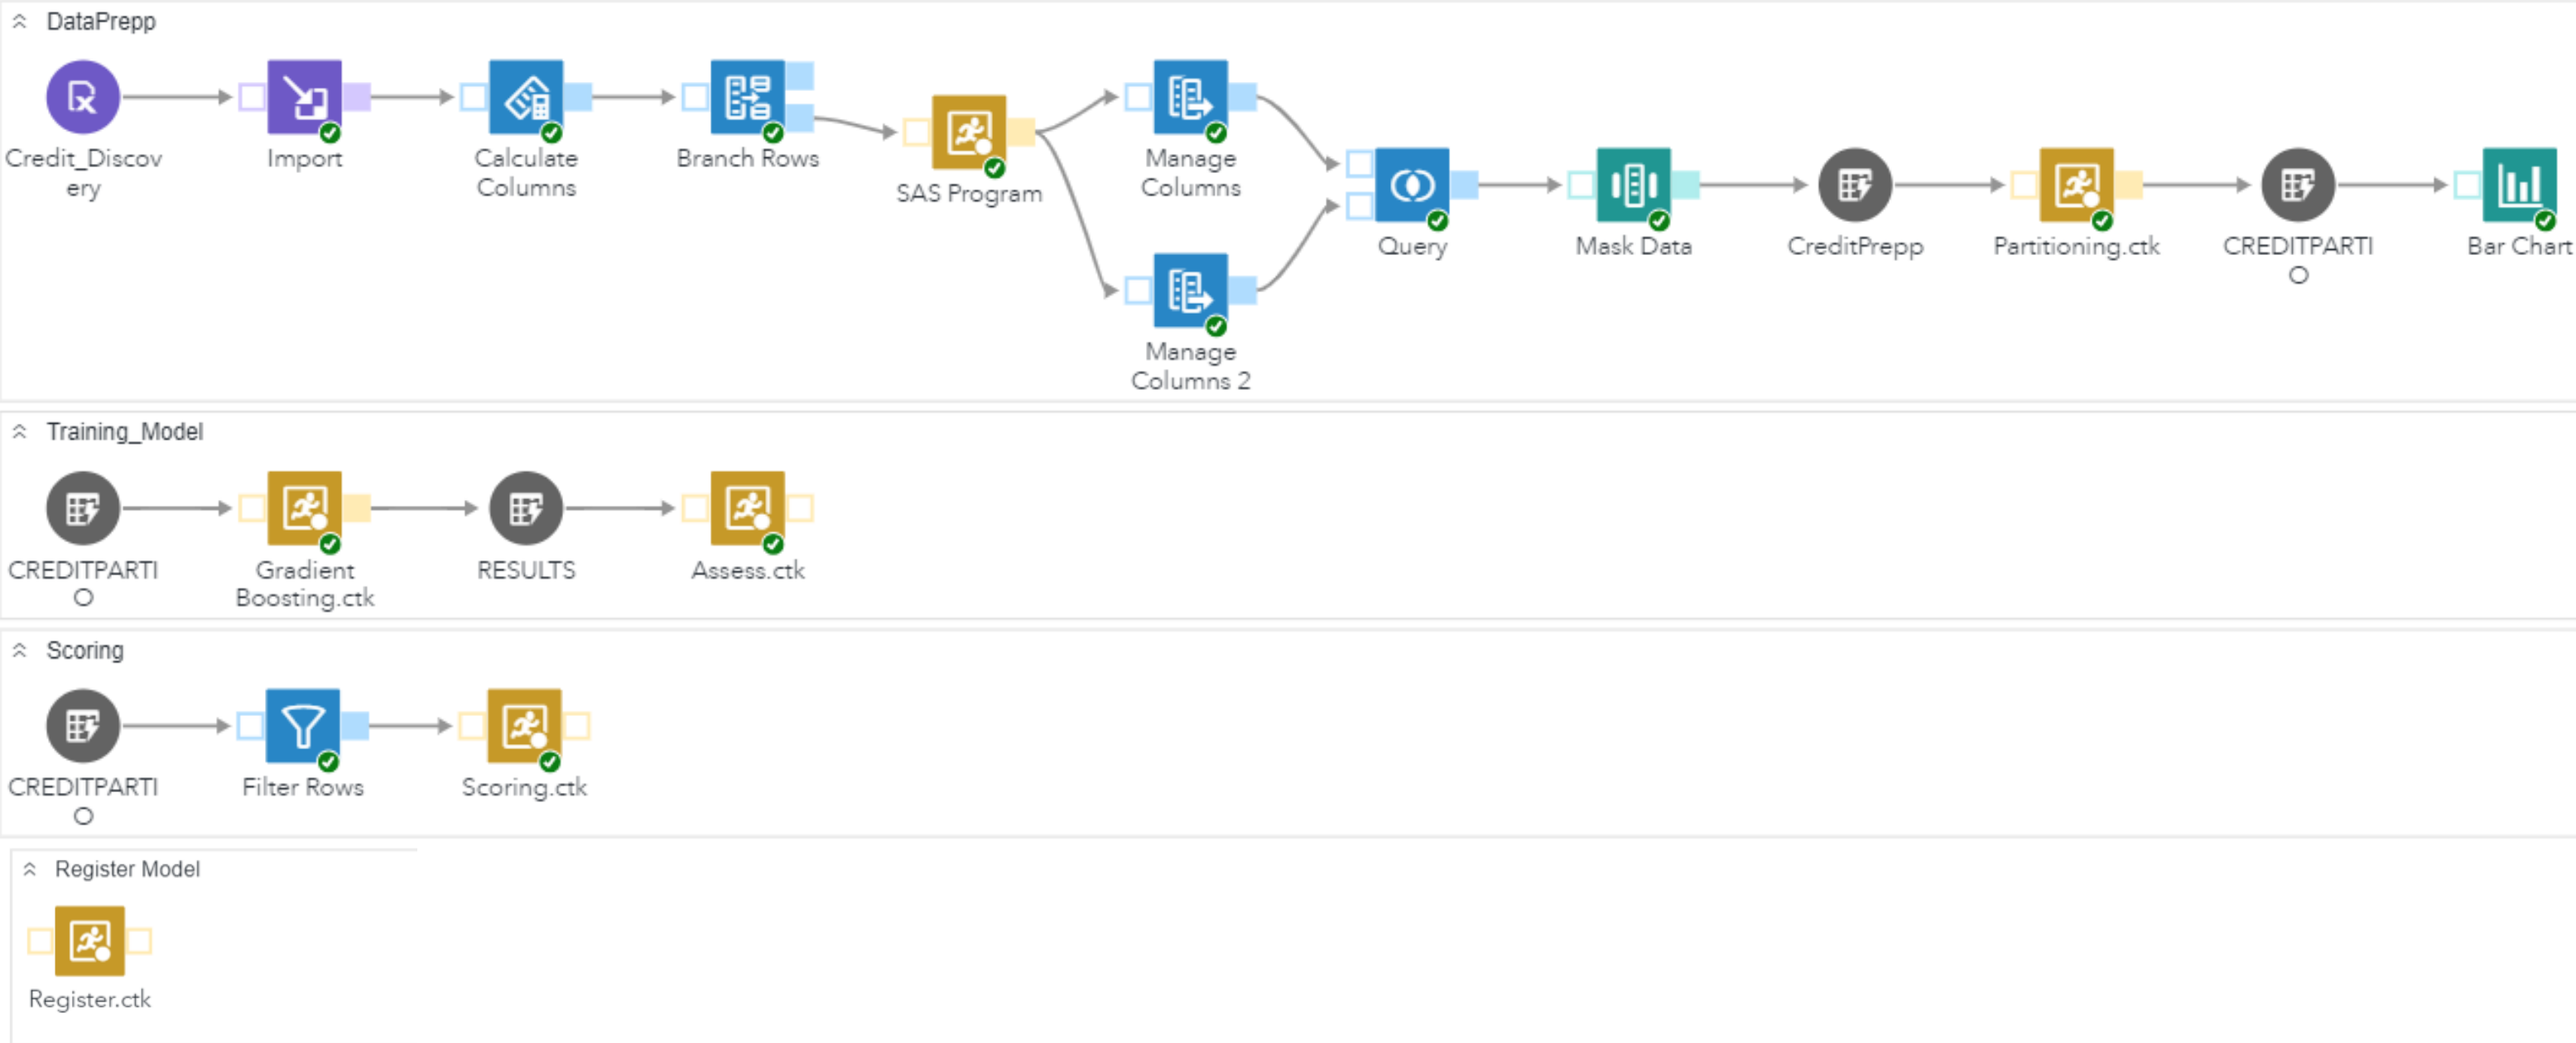 DataPrepp
Credit_Discov
ery
Import
Calculate
Columns
Branch Rows
SAS Program
Manage
Columns
Manage
Columns 2
Query
Mask Data
CreditPrepp
Partitioning.ctk
CREDITPARTI
O
Bar Chart
Training_Model
CREDITPARTI
O
Gradient
Boosting.ctk
RESULTS
Assess.ctk
Scoring
CREDITPARTI
O
Filter Rows
Scoring.ctk
Register Model
Register.ctk